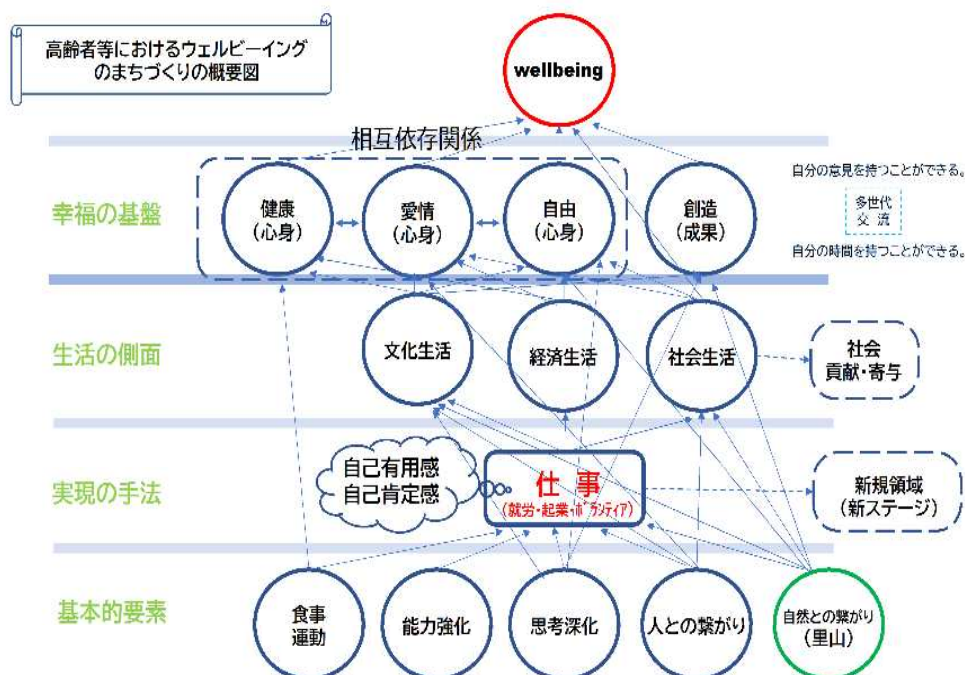 高齢者等におけるウェルビーイング
のまちづくりの概要図
wellbeing
相互依存関係
幸福の基盤
健康
(心身)
愛情
(心身)
自由
(心身)
創造
(成果)
自分の意見を持つことができる。
多世代
交流
自分の時間を持つことができる。
生活の側面
文化生活
経済生活
社会生活
社会
貢献・寄与
実現の手法
自己有用感
自己肯定感
仕事
(就労・起業・ボランティア)
新規領域
(新ステージ)
基本的要素
食事
運動
能力強化
思考深化
人との繋がり
自然との繋がり
(里山)